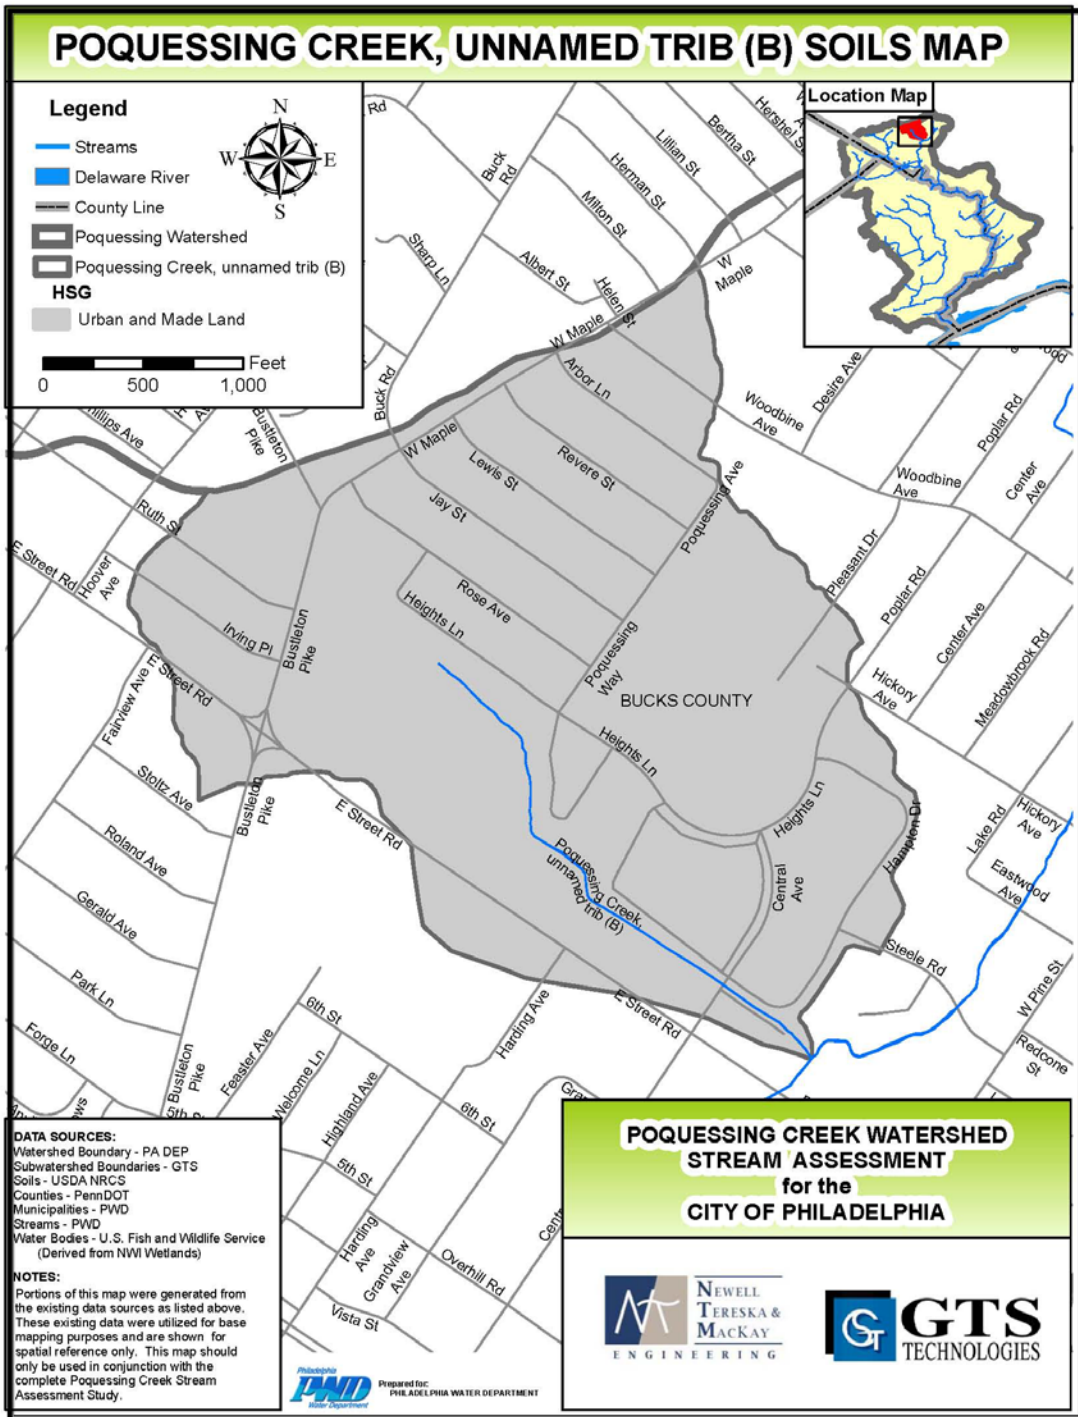 POQUESSING CREEK, UNNAMED TRIB (B) SOILS MAP
Legend
Streams
Delaware River
County Line
Poquessing Watershed
Poquessing Creek, unnamed trib (B)
HSG
Urban and Made Land
Feet
0 500 1,000
N
W E
S
Location Map
Rd
Buck
Rd
Sharp Ln
Hershel S
Bertha St
Lillian St
Herman St
Milton St
Albert St
Helen St
W
Maple
W Maple
Arbor Ln
Buck Rd
Bustleton
Pike
W Maple
Lewis St
Revere St
Jay St
Woodbine
Ave
Desire Ave
Poplar Rd
Woodbine
Ave
Center
Ave
Poquessing Ave
Ruth St
E Street Rd
Hoover
Ave
Irving Pl
Bustleton
Pike
Rose Ave
Heights Ln
Poquessing
Way
Pleasant Dr
Poplar Rd
Center Ave
Meadowbrook Rd
Hickory
Ave
BUCKS COUNTY
Fairview Ave
E Street Rd
Heights Ln
Stoltz Ave
Bustleton
Pike
E Street Rd
Heights Ln
Hampton Dr
Lake Rd
Hickory
Ave
Eastwood
Ave
Roland Ave
Gerald Ave
Park Ln
Forge Ln
Poquessing Creek,
unnamed trib (B)
Central
Ave
Steele Rd
W Pine St
Redcone
St
E Street Rd
Harding Ave
6th St
Feaster Ave
Welcome Ln
Highland Ave
Bustleton
Pike
5th S
6th St
5th St
Harding
Ave
Grandview
Ave
Overhill Rd
Vista St
DATA SOURCES:
Watershed Boundary - PA DEP
Subwatershed Boundaries - GTS
Soils - USDA NRCS
Counties - PennDOT
Municipalities - PWD
Streams - PWD
Water Bodies - U.S. Fish and Wildlife Service
(Derived from NWI Wetlands)
NOTES:
Portions of this map were generated from
the existing data sources as listed above.
These existing data were utilized for base
mapping purposes and are shown for
spatial reference only. This map should
only be used in conjunction with the
complete Poquessing Creek Stream
Assessment Study.
Philadelphia
PWD
Water Department
Prepared for:
PHILADELPHIA WATER DEPARTMENT
POQUESSING CREEK WATERSHED
STREAM ASSESSMENT
for the
CITY OF PHILADELPHIA
NEWELL
TERESKA &
MACKAY
ENGINEERING
GTS
TECHNOLOGIES